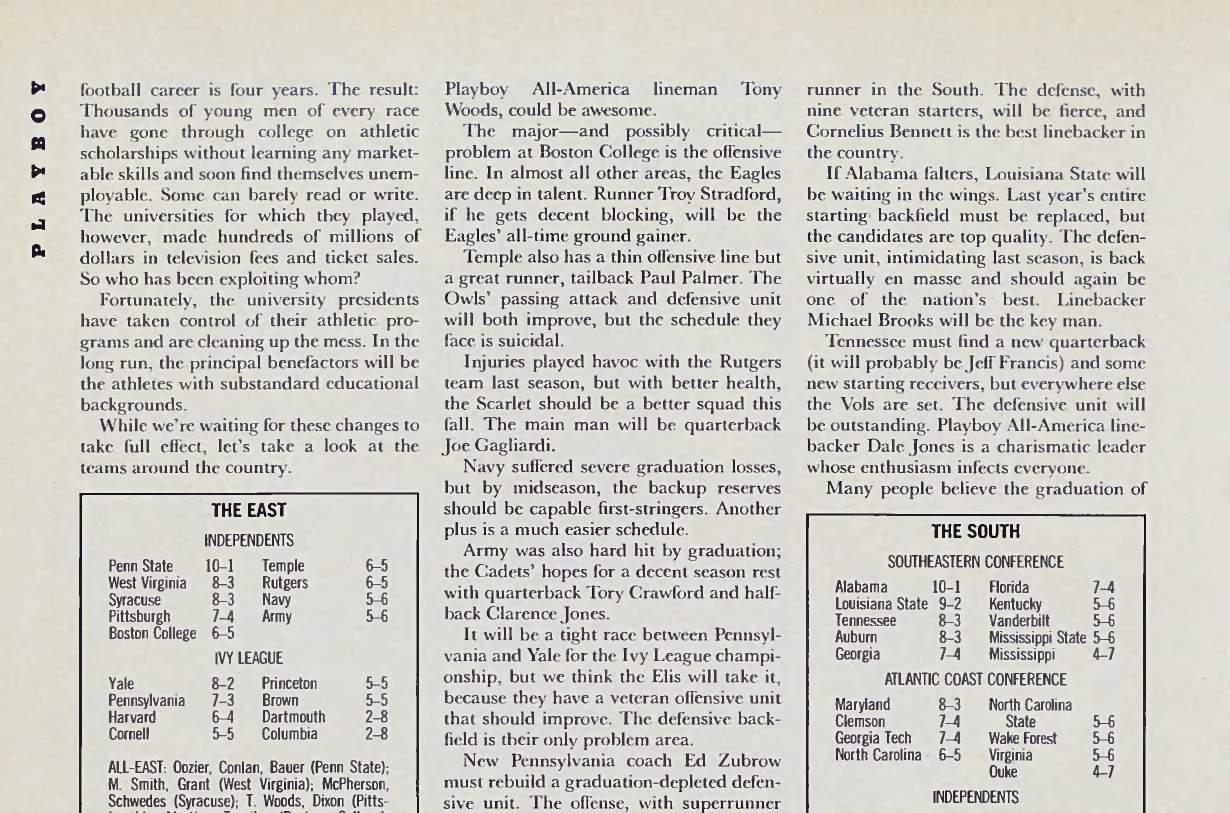 PLAYBOY
football career is four years. The result:
Thousands of young men of every race
have gone through college on athletic
scholarships without learning any market-
able skills and soon find themselves unem-
ployable. Some can barely read or write.
The universities for which they played,
however, made hundreds of millions of
dollars in television fees and ticket sales.
So who has been exploiting whom?
Fortunately, the university presidents
have taken control of their athletic pro-
grams and are cleaning up the mess. In the
long run, the principal benefactors will be
the athletes with substandard educational
backgrounds.
While we're waiting for these changes to
take full effect, let's take a look at the
teams around the country.
THE EAST
INDEPENDENTS
Penn State 10–1 Temple 6–5
West Virginia 8–3 Rutgers 6–5
Syracuse 8–3 Navy 5–6
Pittsburgh 7–4 Army 5–6
Boston College 6–5
IVY LEAGUE
Yale 8–2 Princeton 5–5
Pennsylvania 7–3 Brown 5–5
Harvard 6–4 Dartmouth 2–8
Cornell 5–5 Columbia 2–8
ALL-EAST: Dozier, Conlan, Bauer (Penn State);
M. Smith, Grant (West Virginia); McPherson,
Schwedes (Syracuse); T. Woods, Dixon (Pitts-
Playboy All-America lineman Tony
Woods, could be awesome.
The major—and possibly critical—
problem at Boston College is the offensive
line. In almost all other areas, the Eagles
are deep in talent. Runner Troy Stradford,
if he gets decent blocking, will be the
Eagles' all-time ground gainer.
Temple also has a thin offensive line but
a great runner, tailback Paul Palmer. The
Owls' passing attack and defensive unit
will both improve, but the schedule they
face is suicidal.
Injuries played havoc with the Rutgers
team last season, but with better health,
the Scarlet should be a better squad this
fall. The main man will be quarterback
Joe Gagliardi.
Navy suffered severe graduation losses,
but by midseason, the backup reserves
should be capable first-stringers. Another
plus is a much easier schedule.
Army was also hard hit by graduation;
the Cadets' hopes for a decent season rest
with quarterback Tory Crawford and half-
back Clarence Jones.
It will be a tight race between Pennsyl-
vania and Yale for the Ivy League champi-
onship, but we think the Elis will take it,
because they have a veteran offensive unit
that should improve. The defensive back-
field is their only problem area.
New Pennsylvania coach Ed Zubrow
must rebuild a graduation-depleted defen-
sive unit. The offense, with superrunner
runner in the South. The defense, with
nine veteran starters, will be fierce, and
Cornelius Bennett is the best linebacker in
the country.
If Alabama falters, Louisiana State will
be waiting in the wings. Last year's entire
starting backfield must be replaced, but
the candidates are top quality. The defen-
sive unit, intimidating last season, is back
virtually en masse and should again be
one of the nation's best. Linebacker
Michael Brooks will be the key man.
Tennessee must find a new quarterback
(it will probably be Jeff Francis) and some
new starting receivers, but everywhere else
the Vols are set. The defensive unit will
be outstanding. Playboy All-America line-
backer Dale Jones is a charismatic leader
whose enthusiasm infects everyone.
Many people believe the graduation of
THE SOUTH
SOUTHEASTERN CONFERENCE
Alabama 10–1 Florida 7–4
Louisiana State 9–2 Kentucky 5–6
Tennessee 8–3 Vanderbilt 5–6
Auburn 8–3 Mississippi State 5–6
Georgia 7–4 Mississippi 4–7
ATLANTIC COAST CONFERENCE
Maryland 8–3 North Carolina
Clemson 7–4 State 5–6
Georgia Tech 7–4 Wake Forest 5–6
North Carolina 6–5 Virginia 5–6
Duke 4–7
INDEPENDENTS